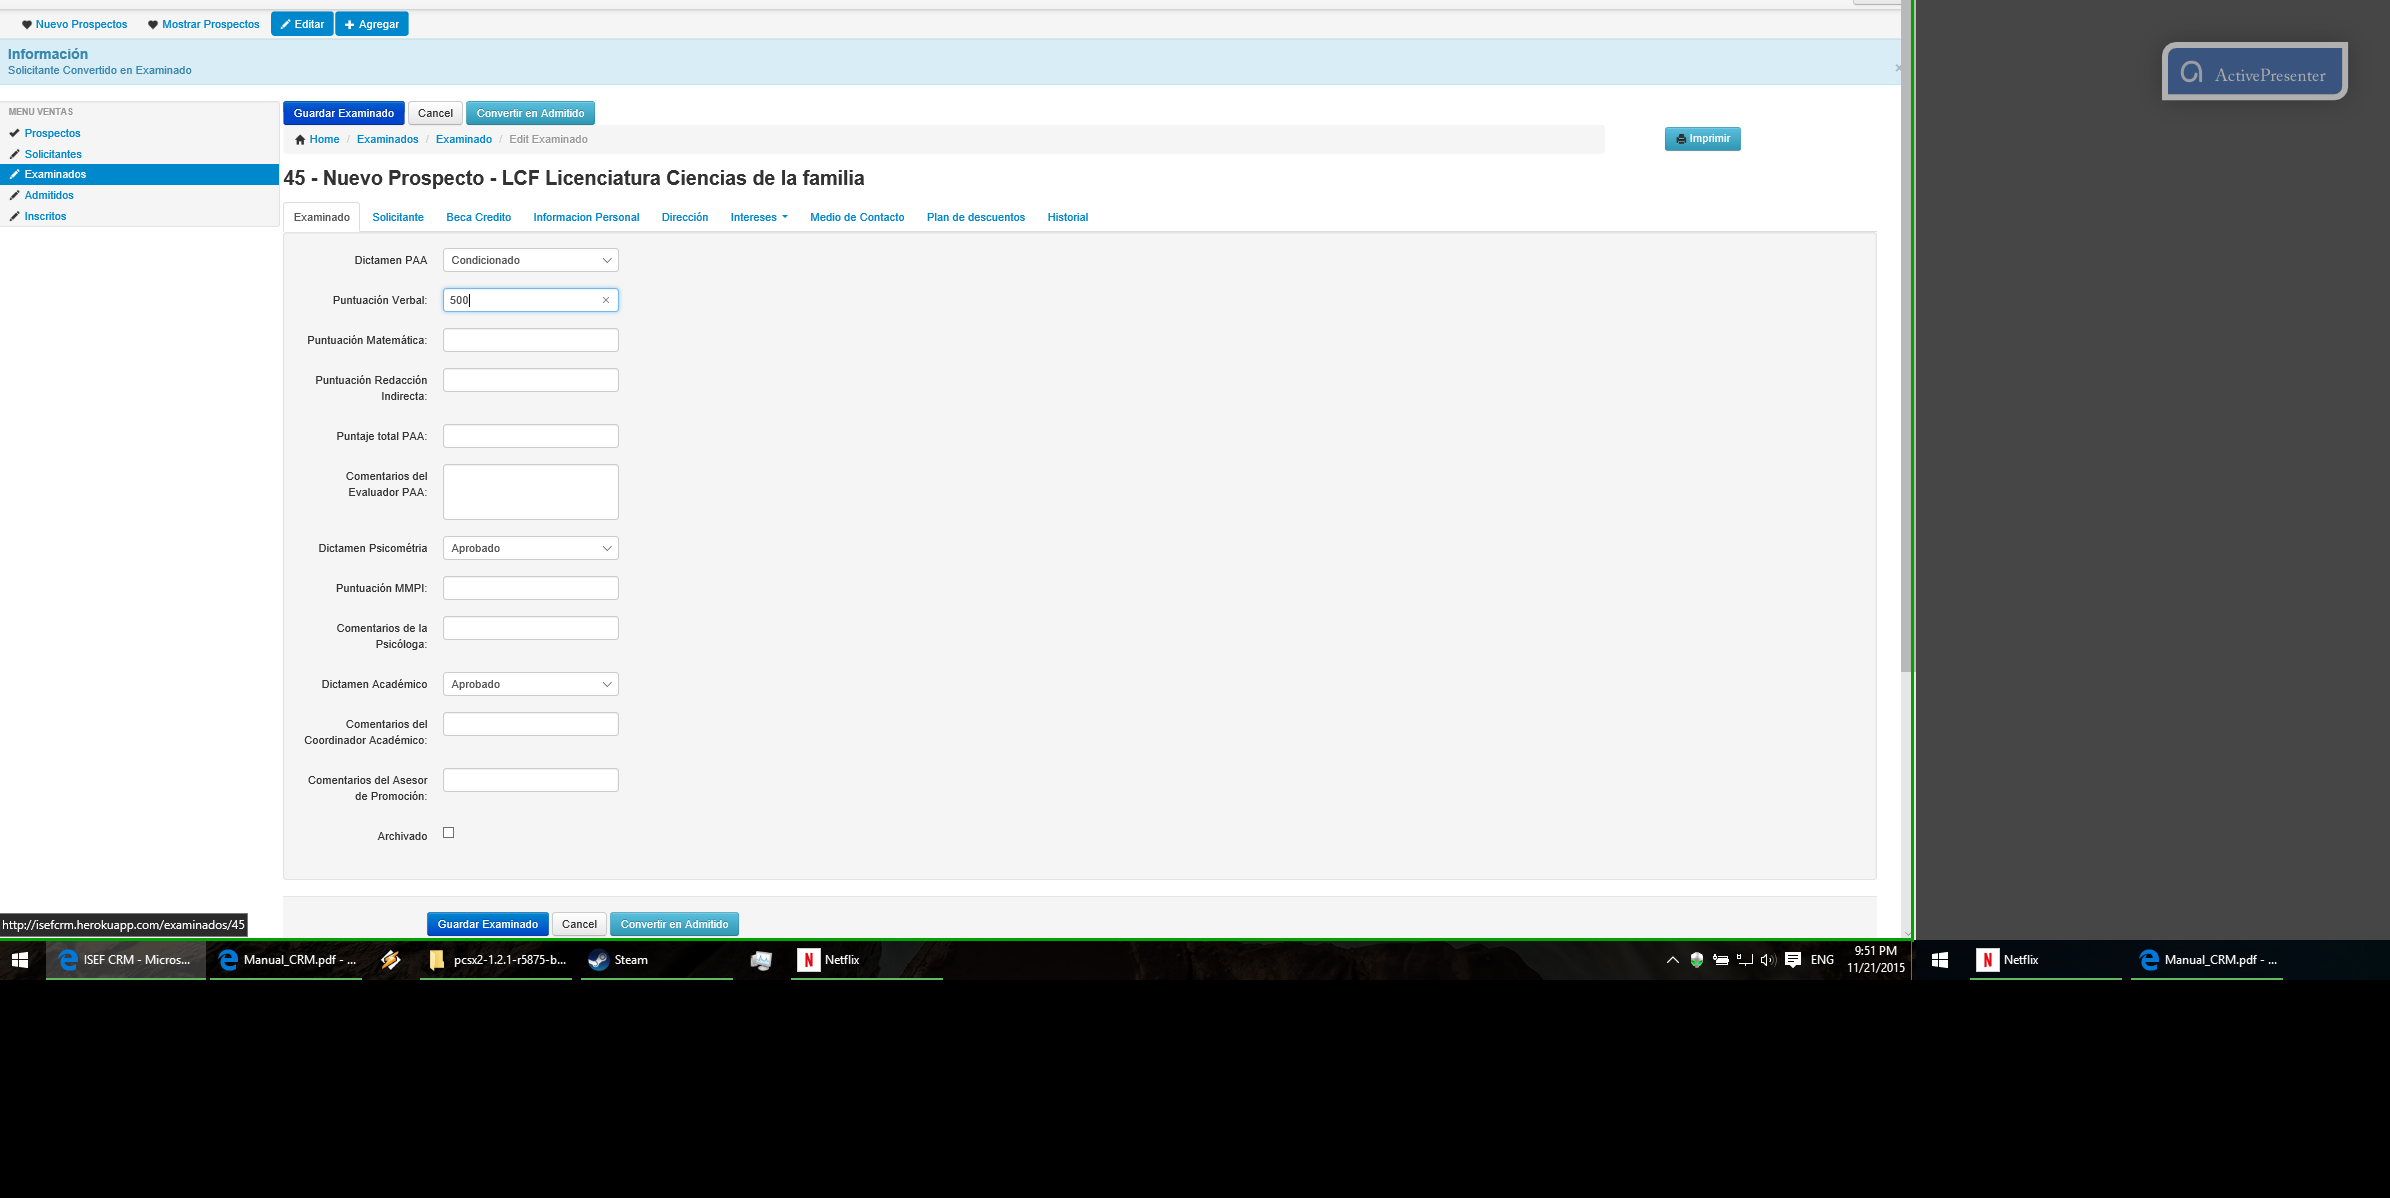 Nuevo Prospectos
Mostrar Prospectos
Editar
Agregar
Información
Solicitante Convertido en Examinado
×
ActivePresenter
MENU VENTAS
Prospectos
Solicitantes
Examinados
Admitidos
Inscritos
Guardar Examinado
Cancel
Convertir en Admitido
Home / Examinados / Examinado / Edit Examinado
Imprimir
45 - Nuevo Prospecto - LCF Licenciatura Ciencias de la familia
Examinado
Solicitante
Beca Credito
Informacion Personal
Dirección
Intereses
Medio de Contacto
Plan de descuentos
Historial
Dictamen PAA
Condicionado
Puntuación Verbal:
500
Puntuación Matemática:
Puntuación Redacción
Indirecta:
Puntaje total PAA:
Comentarios del
Evaluador PAA:
Dictamen Psicométria
Aprobado
Puntuación MMPI:
Comentarios de la
Psicóloga:
Dictamen Académico
Aprobado
Comentarios del
Coordinador Académico:
Comentarios del Asesor
de Promoción:
Archivado
Guardar Examinado
Cancel
Convertir en Admitido
http://isefcrm.herokuapp.com/examinados/45
ISEF CRM - Micros...
Manual_CRM.pdf - ...
pcsx2-1.2.1-r5875-b...
Steam
N
Netflix
ENG
9:51 PM
11/21/2015
N
Netflix
Manual_CRM.pdf - ...